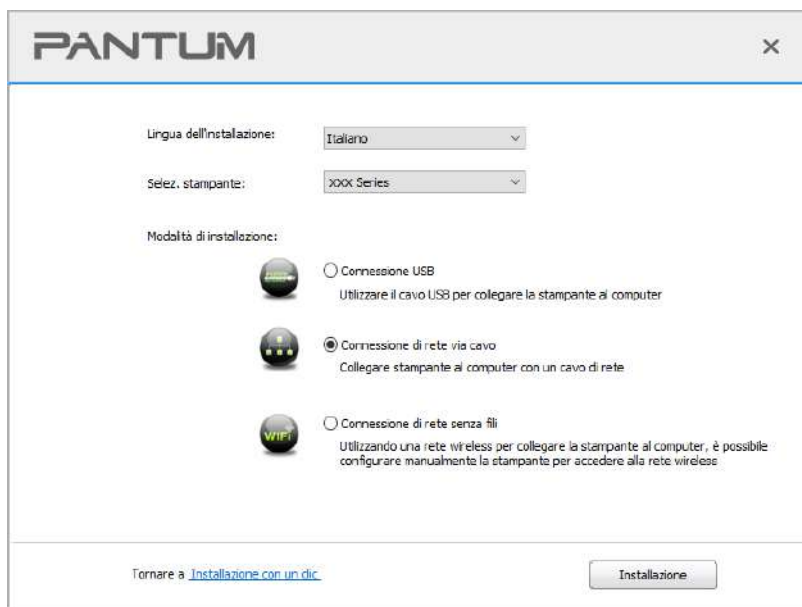 PANTUM
Lingua dell'installazione:
Italiano
Selez. stampante:
xxx Series
Modalità di installazione:
Connessione USB
Utilizzare il cavo USB per collegare la stampante al computer
Connessione di rete via cavo
Collegare stampante al computer con un cavo di rete
WiFi
Connessione di rete senza fili
Utilizzando una rete wireless per collegare la stampante al computer, è possibile
configurare manualmente la stampante per accedere alla rete wireless
Tornare a Installazione con un clic
Installazione